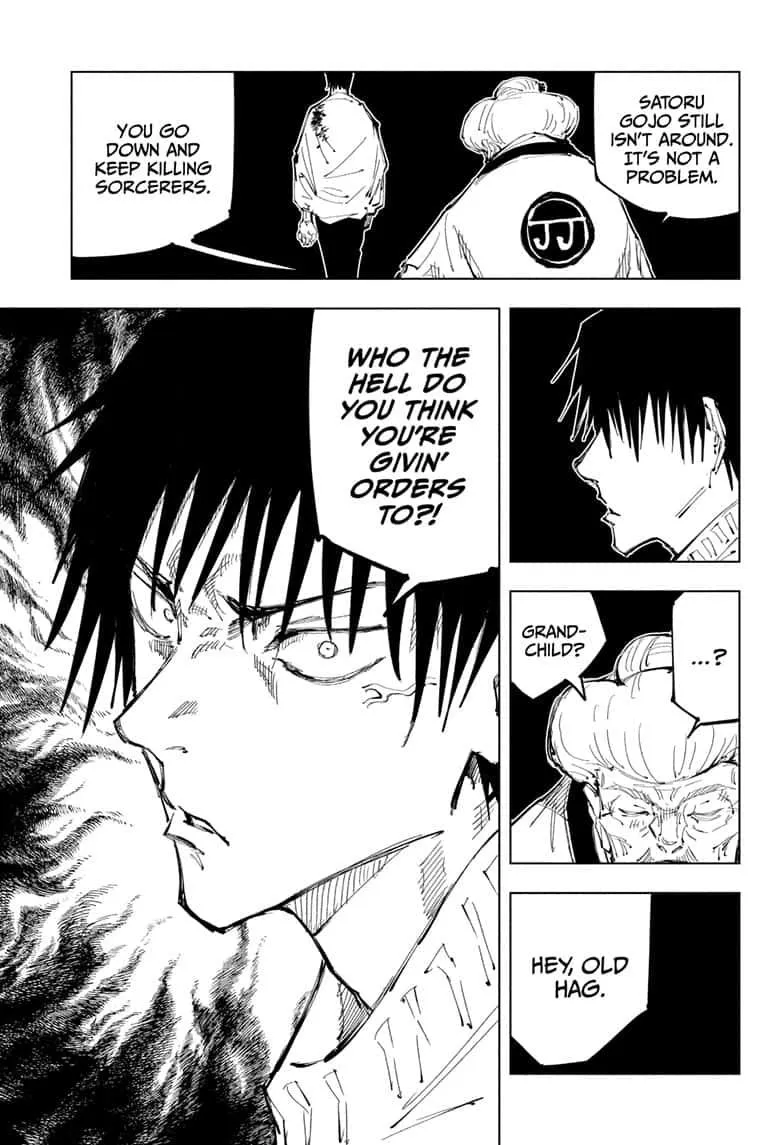 SATORU
GOJO STILL
ISN'T AROUND.
IT'S NOT A
PROBLEM.
YOU GO
DOWN AND
KEEP KILLING
SORCERERS.
JJ
...?
GRAND-
CHILD?
HEY, OLD
HAG.
WHO THE
HELL DO
YOU THINK
YOU'RE
GIVIN'
ORDERS
TO?!